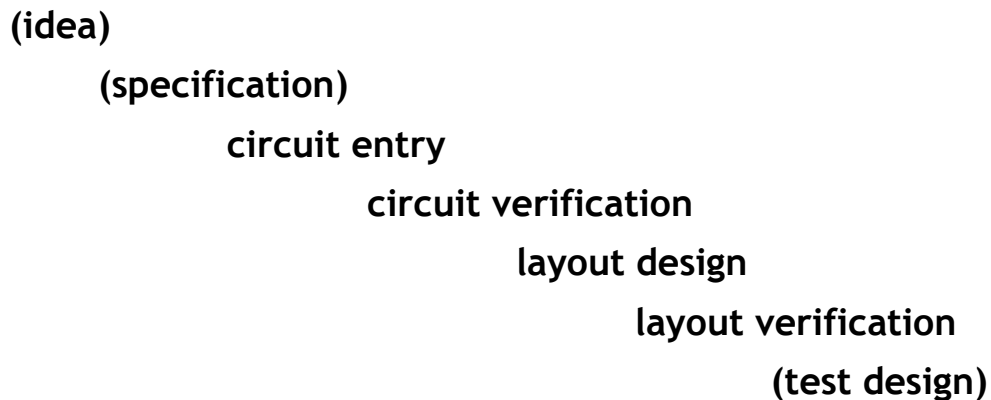 (idea)
(specification)
circuit entry
circuit verification
layout design
layout verification
(test design)